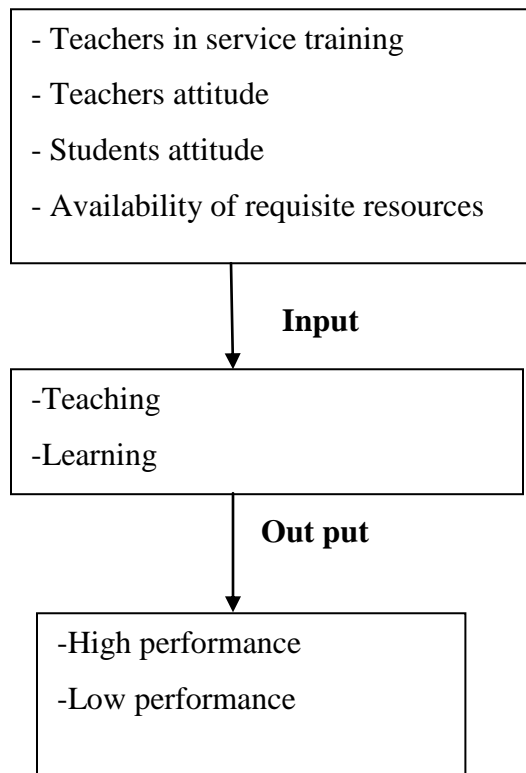 - Teachers in service training
- Teachers attitude
- Students attitude
- Availability of requisite resources
Input
-Teaching
-Learning
Out put
-High performance
-Low performance